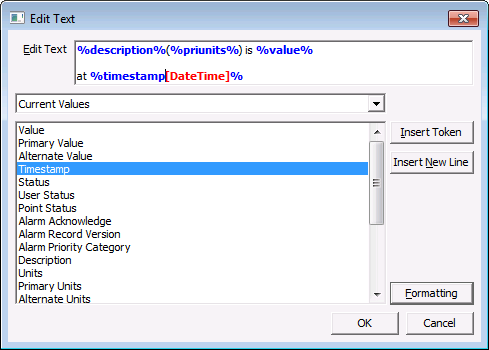 Edit Text
Edit Text
%description%(%priunits%) is %value%
at %timestamp[DateTime]%
Current Values
Value
Primary Value
Alternate Value
Timestamp
Status
User Status
Point Status
Alarm Acknowledge
Alarm Record Version
Alarm Priority Category
Description
Units
Primary Units
Alternate Units
Insert Token
Insert New Line
Formatting
OK
Cancel